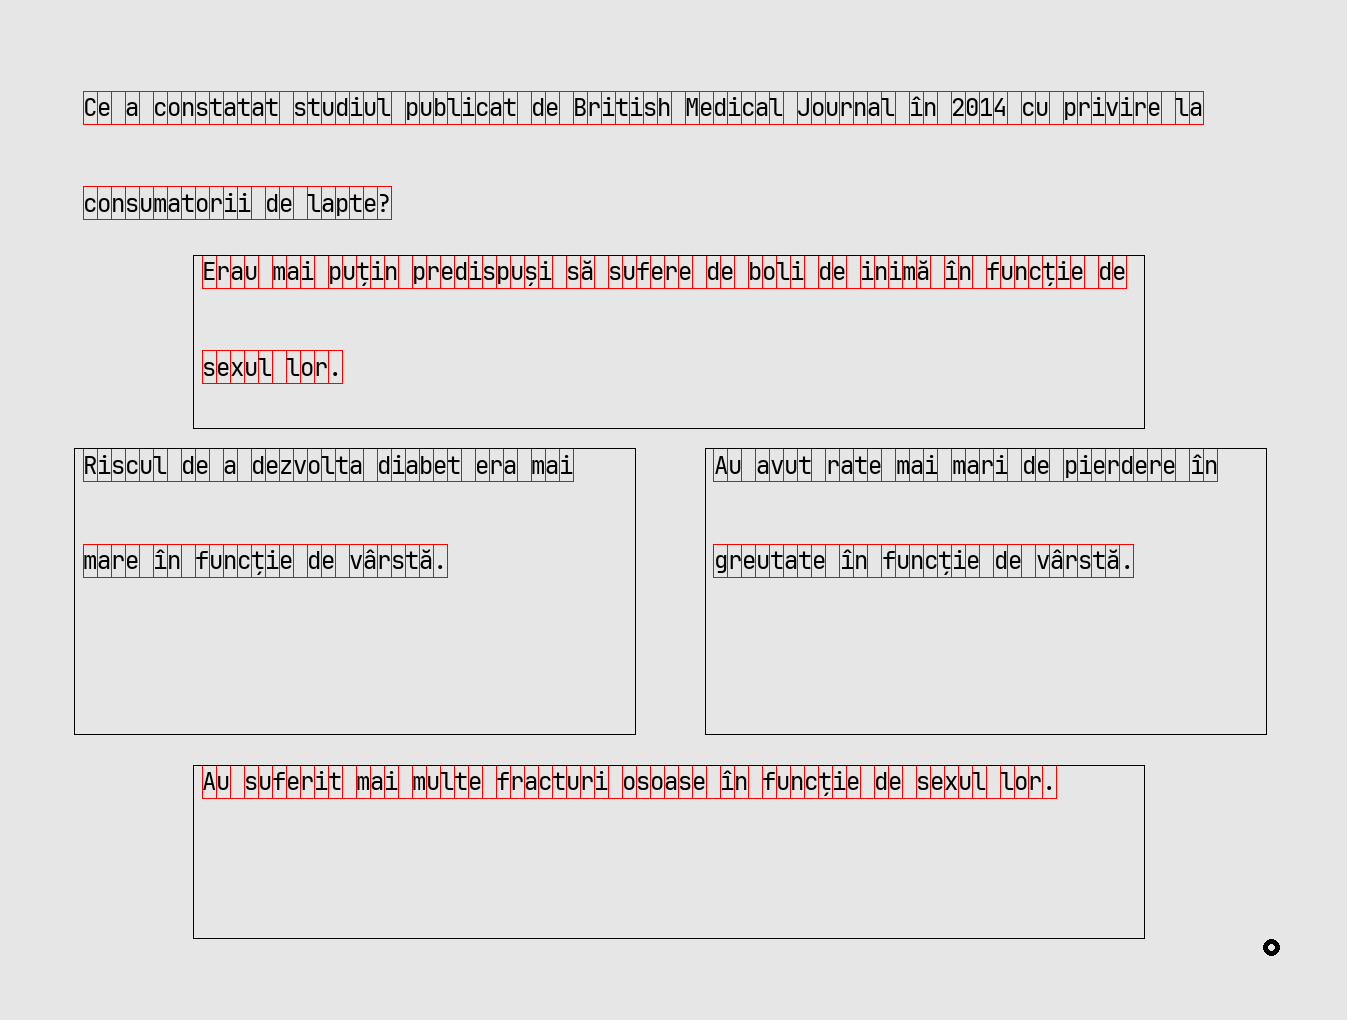 Ce a constatat studiul publicat de British Medical Journal în 2014 cu privire la
consumatorii de lapte?
Erau mai puțin predispuși să sufere de boli de inimă în funcție de
sexul lor.
Riscul de a dezvolta diabet era mai
mare în funcție de vârstă.
Au avut rate mai mari de pierdere în
greutate în funcție de vârstă.
Au suferit mai multe fracturi osoase în funcție de sexul lor.